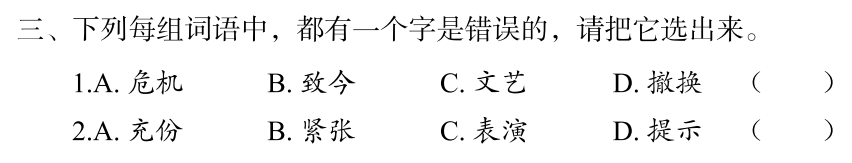 三、下列每组词语中，都有一个字是错误的，请把它选出来。
1.A. 危机 B. 致今 C. 文艺 D. 撤换 （ ）
2.A. 充份 B. 紧张 C. 表演 D. 提示 （ ）